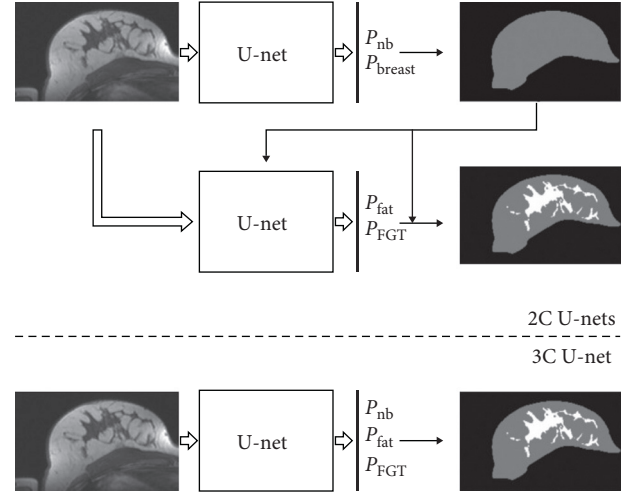 U-net
P_nb
P_breast
U-net
P_fat
P_FGT
2C U-nets
3C U-net
U-net
P_nb
P_fat
P_FGT